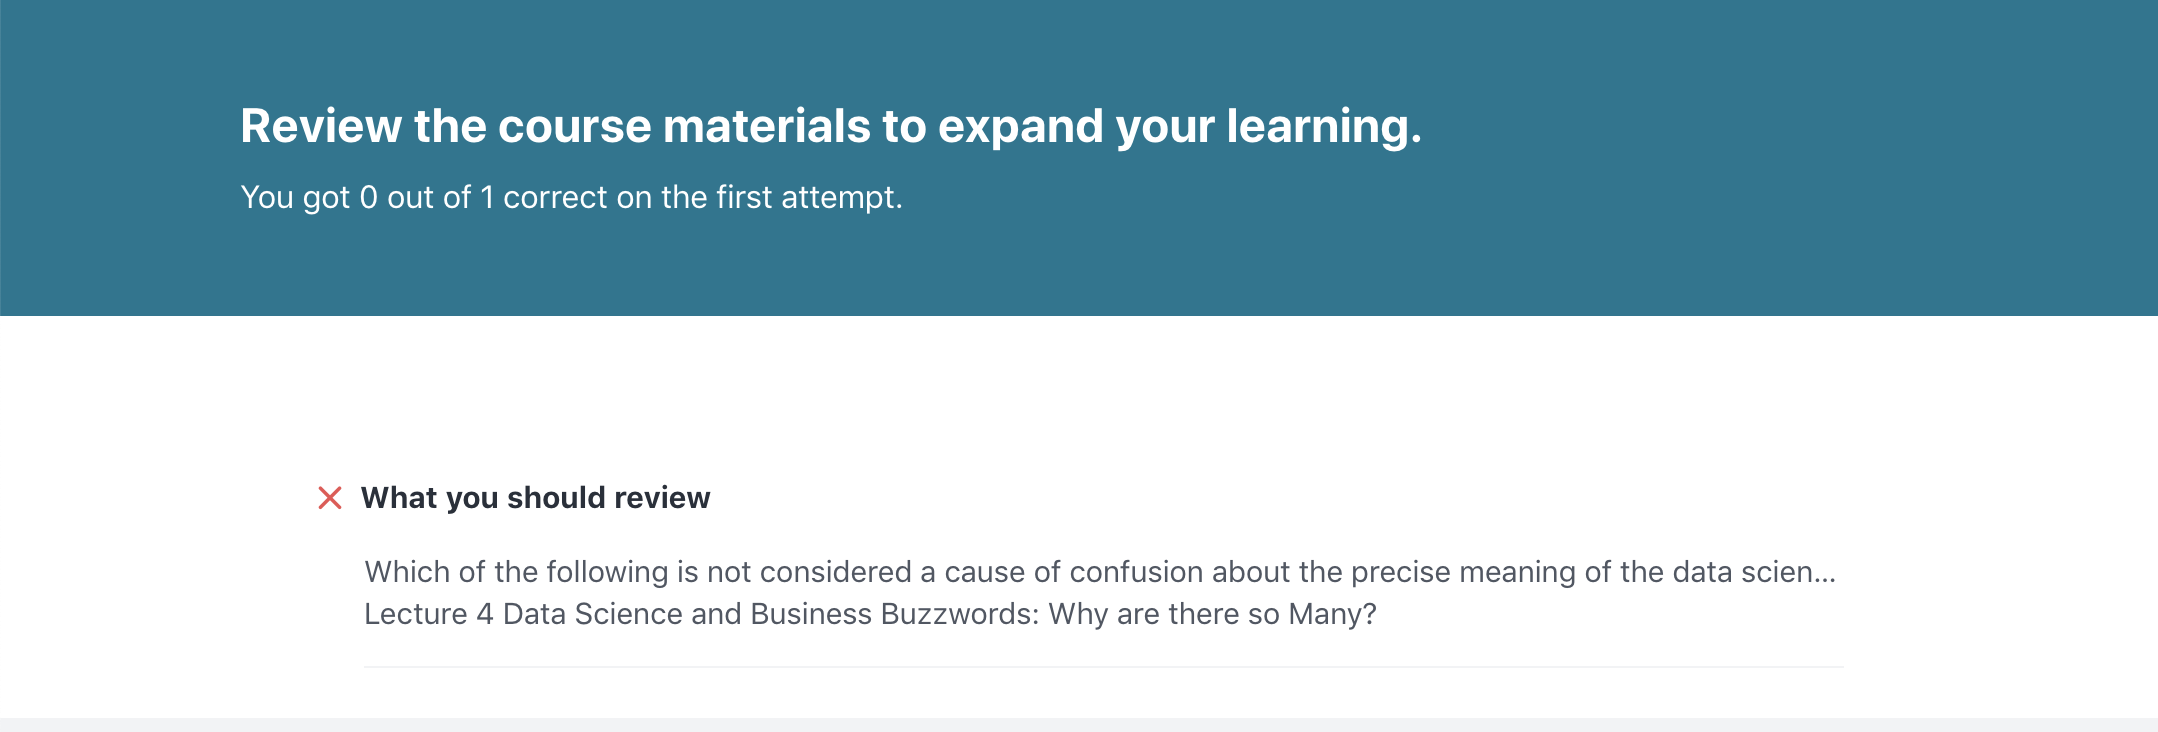 Review the course materials to expand your learning.
You got 0 out of 1 correct on the first attempt.
What you should review
Which of the following is not considered a cause of confusion about the precise meaning of the data scien...
Lecture 4 Data Science and Business Buzzwords: Why are there so Many?